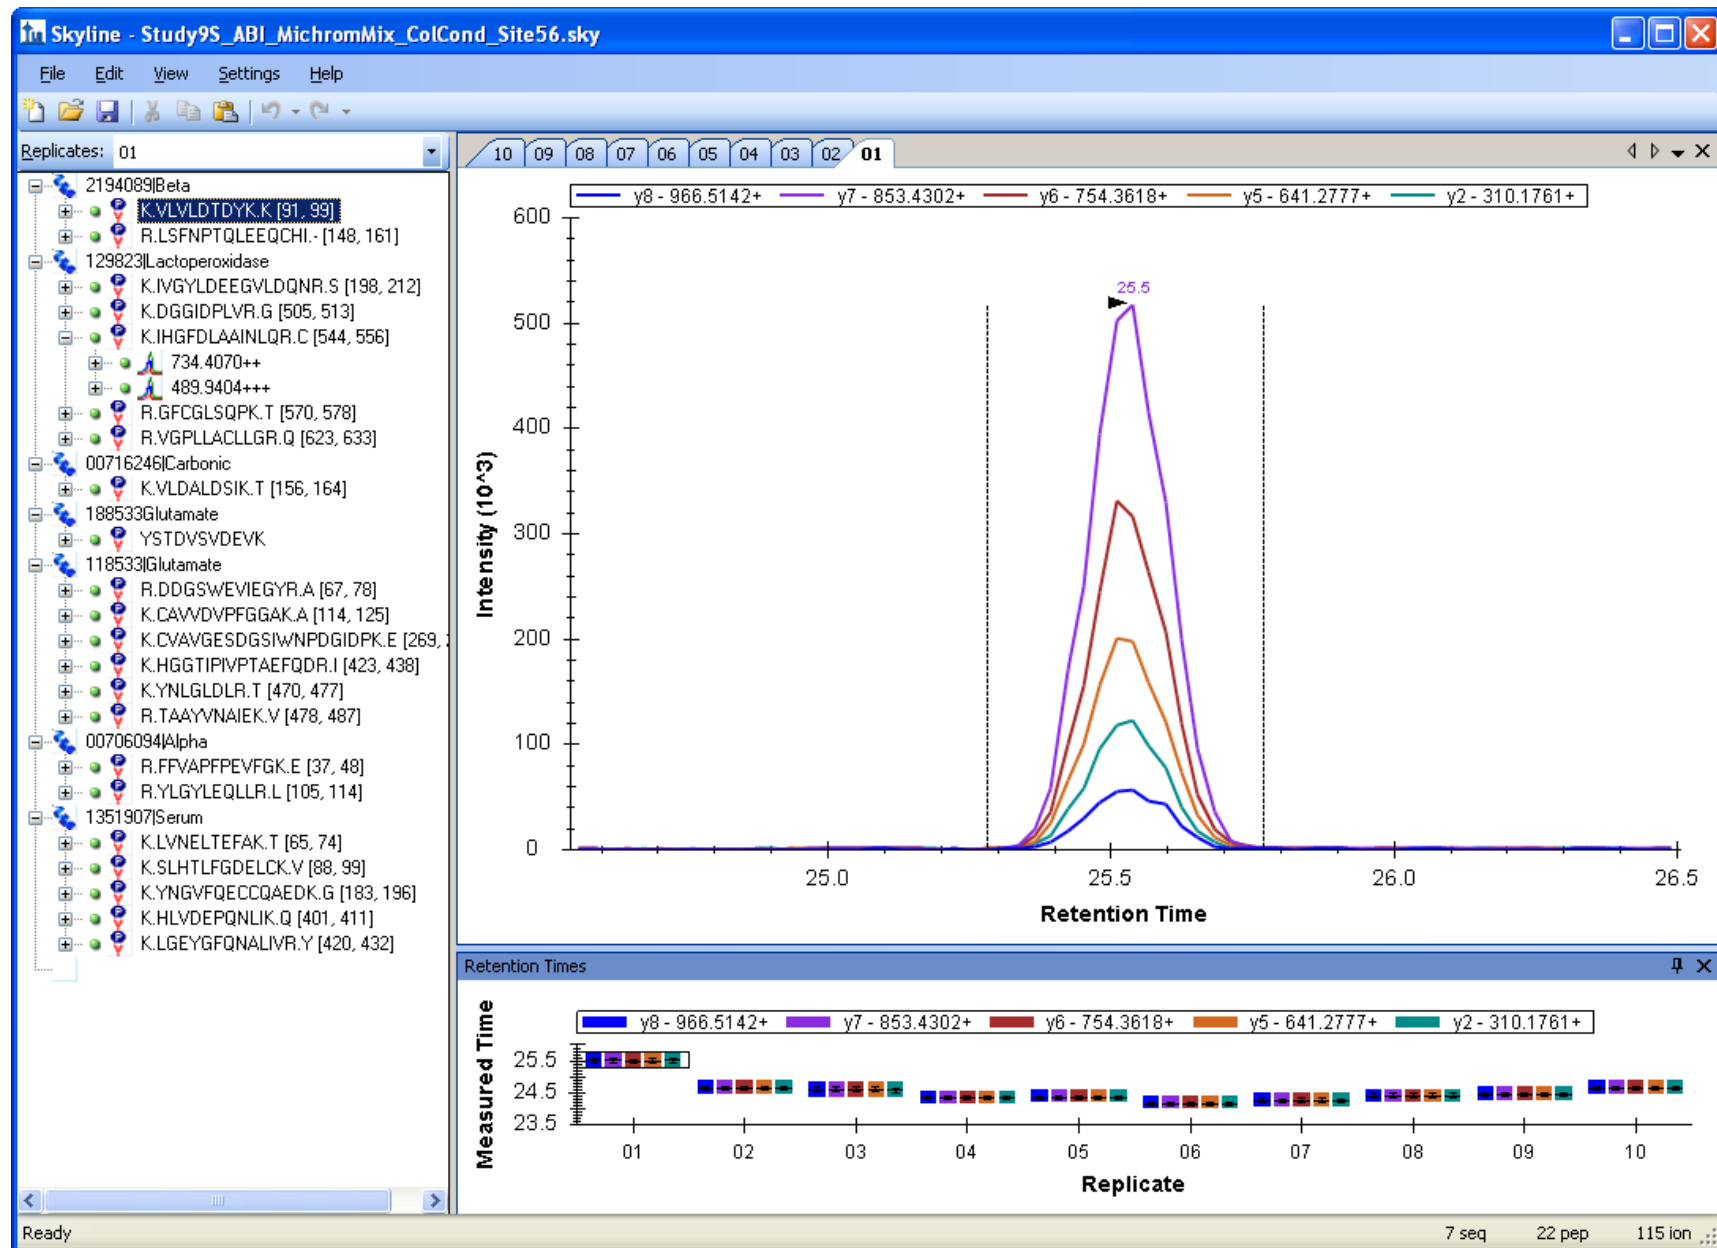 Skyline - Study9S_ABI_MichromMix_ColCond_Site56.sky
File Edit View Settings Help
Replicates: 01
2194089|Beta
K.VLVLDTDYK.K [91, 99]
R.LSFNPTQLEEQCHI.- [148, 161]
129823|Lactoperoxidase
K.IVGYLDEEGVLDQNR.S [198, 212]
K.DGGIDPLVR.G [505, 513]
K.IHGFDLAAINLQR.C [544, 556]
734.4070++
489.9404+++
R.GFCGLSQPK.T [570, 578]
R.VGPLLACLLGR.Q [623, 633]
00716246|Carbonic
K.VLDALDSIK.T [156, 164]
188533Glutamate
YSTDVSVDEVK
118533|Glutamate
R.DDGSWEVIEGYR.A [67, 78]
K.CAVVDVPFGGAK.A [114, 125]
K.CVAVGESDGSIWNPDGIDPK.E [269,
K.HGGTIPIVPTAEFQDR.I [423, 438]
K.YNLGLDLR.T [470, 477]
R.TAAYVNAIEK.V [478, 487]
00706094|Alpha
R.FFVAPFPEVFGK.E [37, 48]
R.YLGYLEQLLR.L [105, 114]
1351907|Serum
K.LVNELTEFAK.T [65, 74]
K.SLHTLFGDELCK.V [88, 99]
K.YNGVFQECCQAEDK.G [183, 196]
K.HLVDEPQNLIK.Q [401, 411]
K.LGEYGFQNALIVR.Y [420, 432]
10 09 08 07 06 05 04 03 02 01
y8 - 966.5142+ y7 - 853.4302+ y6 - 754.3618+ y5 - 641.2777+ y2 - 310.1761+
600
500
400
300
200
100
0
Intensity (10^3)
25.5
25.0 25.5 26.0 26.5
Retention Time
Retention Times
y8 - 966.5142+ y7 - 853.4302+ y6 - 754.3618+ y5 - 641.2777+ y2 - 310.1761+
Measured Time
25.5
24.5
23.5
01 02 03 04 05 06 07 08 09 10
Replicate
Ready 7 seq 22 pep 115 ion